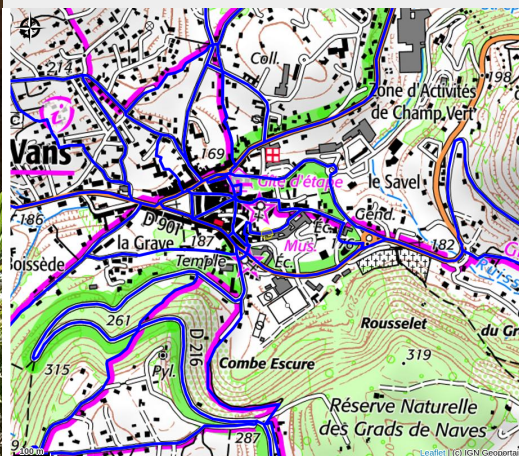 214
Coll.
198
Zone d'Activités
de Champ Vert
Vans
169
Gîte d'étape
le Savel
186
D 901
Gend.
la Grave
187
Mus.
Éc.
175
182
Boissède
Temple
Éc.
261
Rousselet
du Gr
D 216
315
Pyl.
Combe Escure
319
Réserve Naturelle
des Grads de Naves
287
100 m
Leaflet | (c) IGN Geoportail